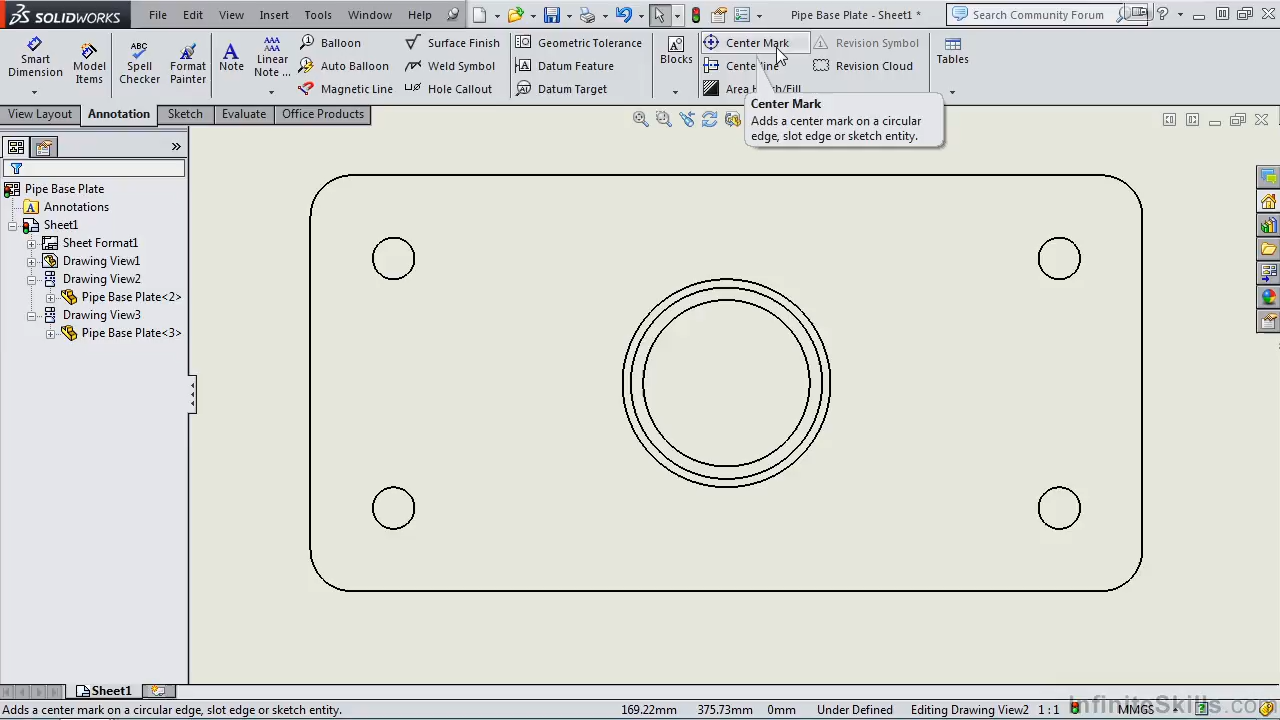 SOLIDWORKS File Edit View Insert Tools Window Help Pipe Base Plate - Sheet1 * Search Community Forum
Smart Dimension
Model Items
Spell Checker
Format Painter
Note
Linear Note ...
Balloon
Auto Balloon
Magnetic Line
Surface Finish
Weld Symbol
Hole Callout
Geometric Tolerance
Datum Feature
Datum Target
Blocks
Center Mark
Centerline
Area Hatch/Fill
Revision Symbol
Revision Cloud
Tables
View Layout Annotation Sketch Evaluate Office Products
Center Mark
Adds a center mark on a circular
edge, slot edge or sketch entity.
Pipe Base Plate
Annotations
Sheet1
Sheet Format1
Drawing View1
Drawing View2
Pipe Base Plate<2>
Drawing View3
Pipe Base Plate<3>
Sheet1
Adds a center mark on a circular edge, slot edge or sketch entity. 169.22mm 375.73mm 0mm Under Defined Editing Drawing View2 1 : 1 MMGS
InfiniteSkills.com